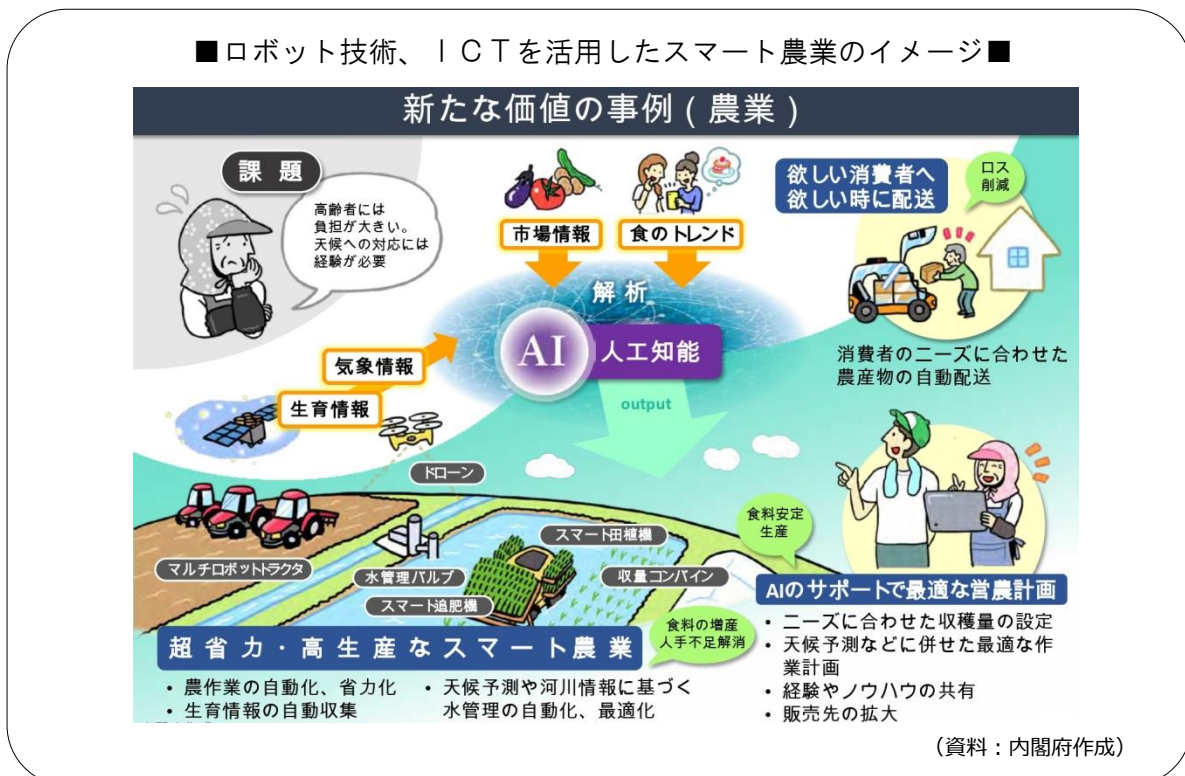 ■ロボット技術、ICTを活用したスマート農業のイメージ■
新たな価値の事例(農業)
課題
高齢者には
負担が大きい。
天候への対応には
経験が必要
市場情報
食のトレンド
欲しい消費者へ
欲しい時に配送
ロス
削減
解析
AI
人工知能
気象情報
生育情報
output
消費者のニーズに合わせた
農産物の自動配送
ドローン
マルチロボットトラクタ
水管理バルブ
スマート追肥機
スマート田植機
収量コンバイン
食料安定
生産
超省力・高生産なスマート農業
食料の増産
人手不足解消
・農作業の自動化、省力化
・生育情報の自動収集
・天候予測や河川情報に基づく
水管理の自動化、最適化
AIのサポートで最適な営農計画
・ニーズに合わせた収穫量の設定
・天候予測などに併せた最適な作
業計画
・経験やノウハウの共有
・販売先の拡大
(資料:内閣府作成)